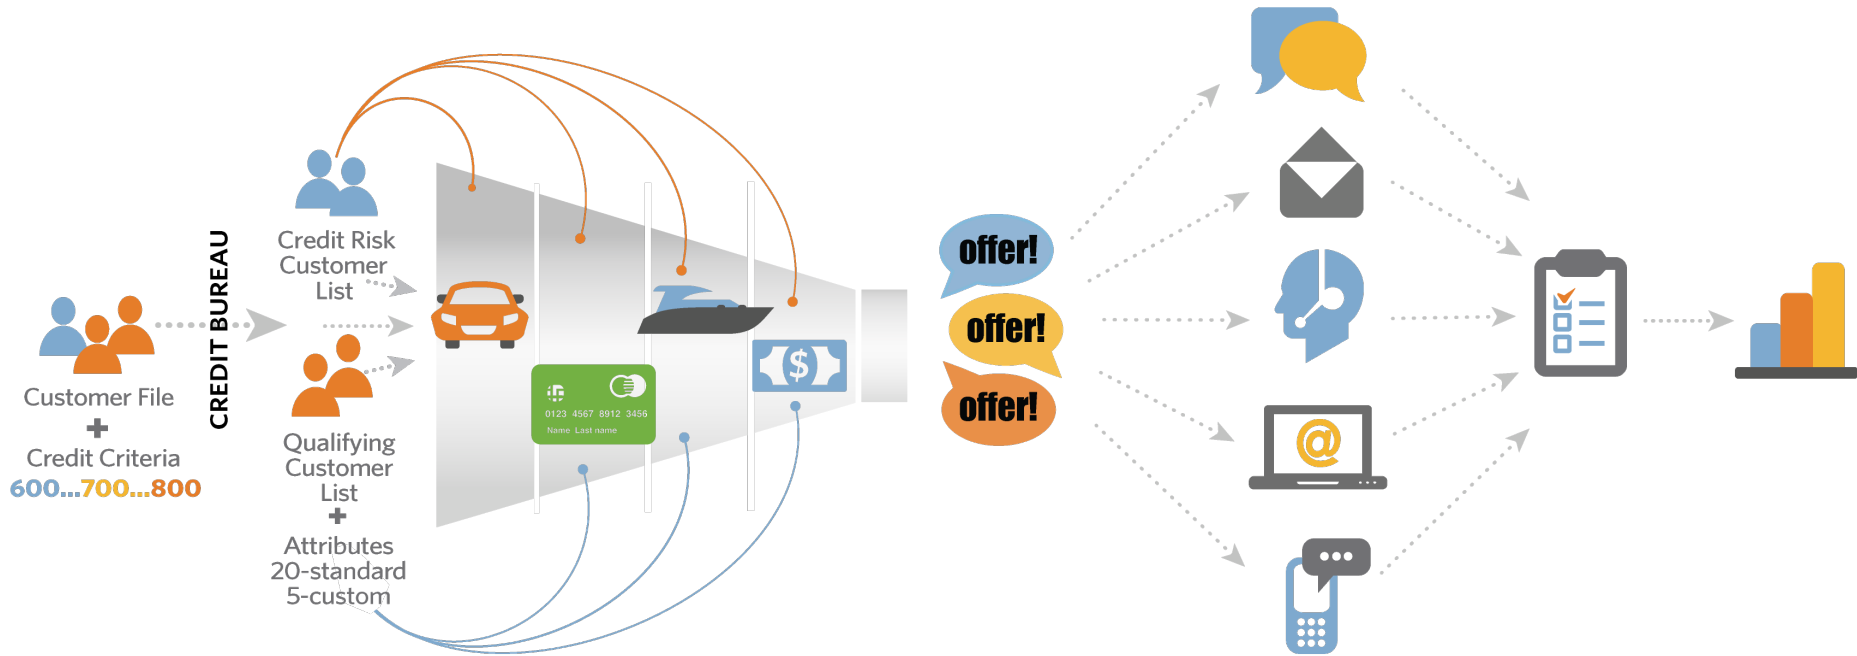 Customer File
+
Credit Criteria
600...700...800
CREDIT BUREAU
Credit Risk
Customer
List
Qualifying
Customer
List
+
Attributes
20-standard
5-custom
0123 4567 8912 3456
Name Last name
$
offer!
offer!
offer!
@